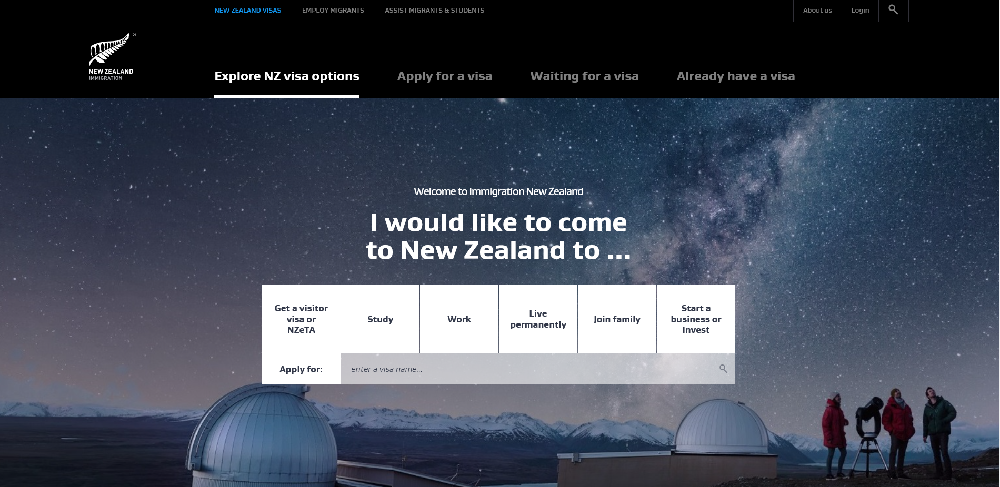 NEW ZEALAND VISAS
EMPLOY MIGRANTS
ASSIST MIGRANTS & STUDENTS
About us
Login
NEW ZEALAND
IMMIGRATION
Explore NZ visa options
Apply for a visa
Waiting for a visa
Already have a visa
Welcome to Immigration New Zealand
I would like to come
to New Zealand to ...
Get a visitor
visa or
NZeTA
Study
Work
Live
permanently
Join family
Start a
business or
invest
Apply for:
enter a visa name...